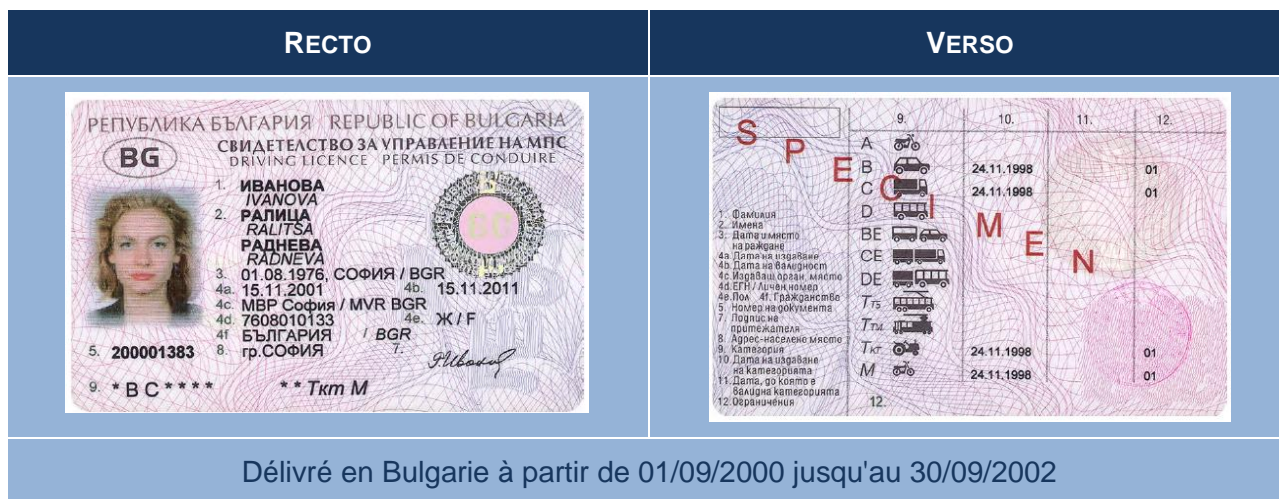 RECTO
VERSO
РЕПУБЛИКА БЪЛГАРИЯ REPUBLIC OF BULGARIA
BG
СВИДЕТЕЛСТВО ЗА УПРАВЛЕНИЕ НА МПС
DRIVING LICENCE PERMIS DE CONDUIRE
1. ИВАНОВА
IVANOVA
2. РАЛИЦА
RALITSA
РАДНЕВА
RADNEVA
3. 01.08.1976, СОФИЯ / BGR
4a. 15.11.2001 4b. 15.11.2011
4c. МВР София / MVR BGR
4d. 7608010133 4e. Ж / F
4f БЪЛГАРИЯ / BGR
5. 200001383 8. гр.СОФИЯ 7.
9. * B C * * * * * * Ткт M
BG
SPECIMEN
9. 10. 11. 12.
A
B 24.11.1998 01
C 24.11.1998 01
D
BE
CE
DE
Tтб
Tтм
Tкт 24.11.1998 01
M 24.11.1998 01
12.
1. Фамилия
2. Имена
3. Дата и място
на раждане
4a. Дата на издаване
4b. Дата на валидност
4c. Издаващ орган, място
4d. ЕГН / Личен номер
4e. Пол 4f. Гражданство
5. Номер на документа
7. Подпис на
притежателя
8. Адрес-населено място
9. Категория
10. Дата на издаване
на категорията
11. Дата, до която е
валидна категорията
12. Ограничения
Délivré en Bulgarie à partir de 01/09/2000 jusqu'au 30/09/2002